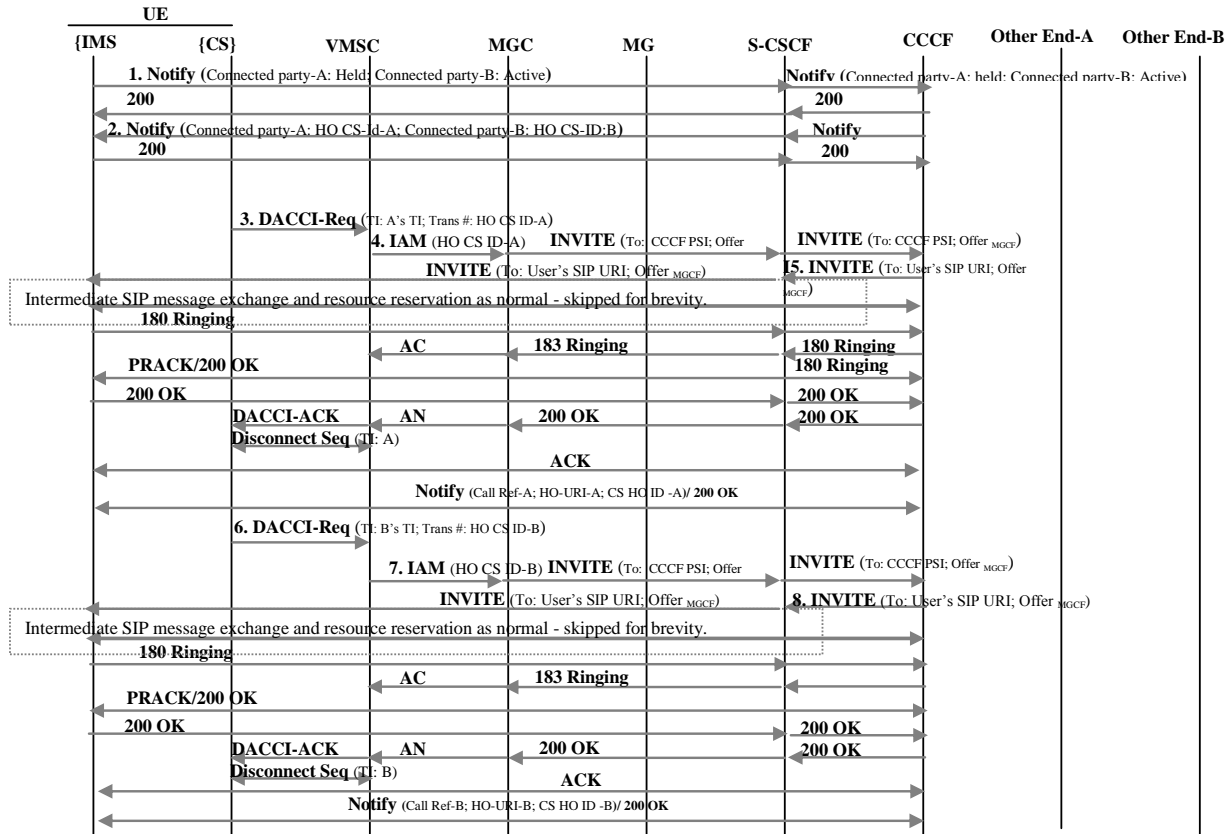 UE
{IMS {CS} VMSC MGC MG S-CSCF CCCF Other End-A Other End-B
1. Notify (Connected party-A: Held; Connected party-B: Active) Notify (Connected party-A: held; Connected party-B: Active)
200 200
2. Notify (Connected party-A: HO CS-Id-A; Connected party-B: HO CS-ID:B) Notify
200 200
3. DACCI-Req (TI: A's TI; Trans #: HO CS ID-A)
4. IAM (HO CS ID-A) INVITE (To: CCCF PSI; Offer INVITE (To: CCCF PSI; Offer MGCF)
INVITE (To: User's SIP URI; Offer MGCF) I5. INVITE (To: User's SIP URI; Offer
MGCF)
Intermediate SIP message exchange and resource reservation as normal - skipped for brevity.
180 Ringing
AC 183 Ringing 180 Ringing
PRACK/200 OK 180 Ringing
200 OK 200 OK
DACCI-ACK AN 200 OK 200 OK
Disconnect Seq (TI: A)
ACK
Notify (Call Ref-A; HO-URI-A; CS HO ID -A)/ 200 OK
6. DACCI-Req (TI: B's TI; Trans #: HO CS ID-B)
7. IAM (HO CS ID-B) INVITE (To: CCCF PSI; Offer INVITE (To: CCCF PSI; Offer MGCF)
INVITE (To: User's SIP URI; Offer MGCF) 8. INVITE (To: User's SIP URI; Offer MGCF)
Intermediate SIP message exchange and resource reservation as normal - skipped for brevity.
180 Ringing
AC 183 Ringing
PRACK/200 OK
200 OK 200 OK
DACCI-ACK AN 200 OK 200 OK
Disconnect Seq (TI: B)
ACK
Notify (Call Ref-B; HO-URI-B; CS HO ID -B)/ 200 OK